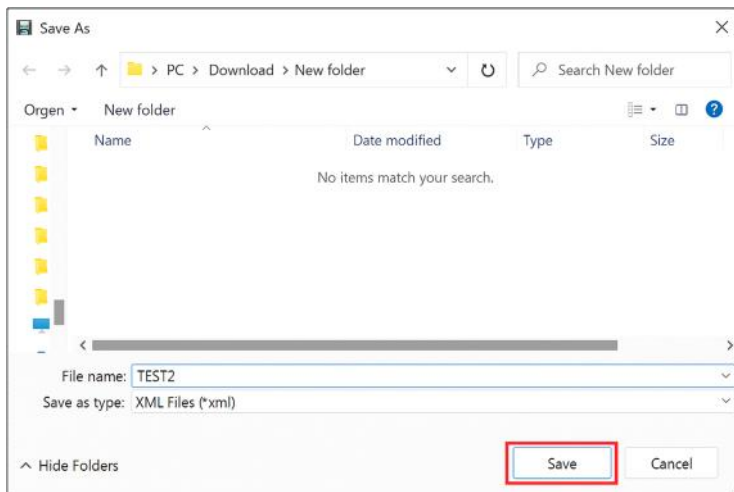 Save As
PC > Download > New folder
Search New folder
Orgen
New folder
Name Date modified Type Size
No items match your search.
File name: TEST2
Save as type: XML Files (*xml)
Hide Folders
Save
Cancel